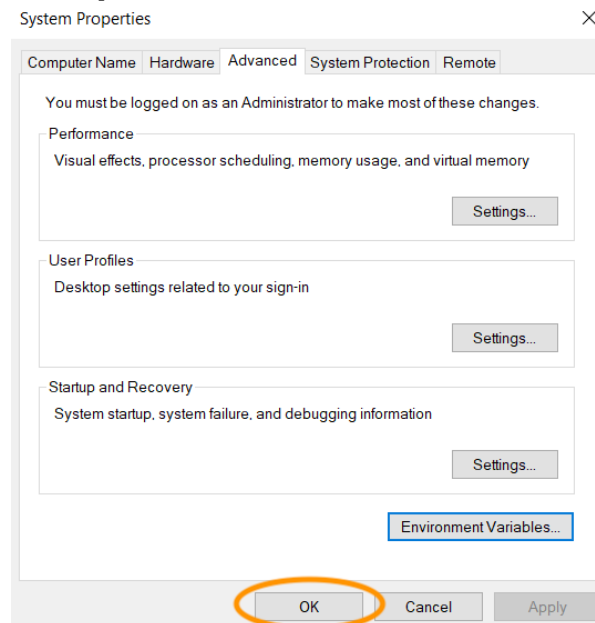 System Properties
Computer Name Hardware Advanced System Protection Remote
You must be logged on as an Administrator to make most of these changes.
Performance
Visual effects, processor scheduling, memory usage, and virtual memory
Settings...
User Profiles
Desktop settings related to your sign-in
Settings...
Startup and Recovery
System startup, system failure, and debugging information
Settings...
Environment Variables...
OK Cancel Apply